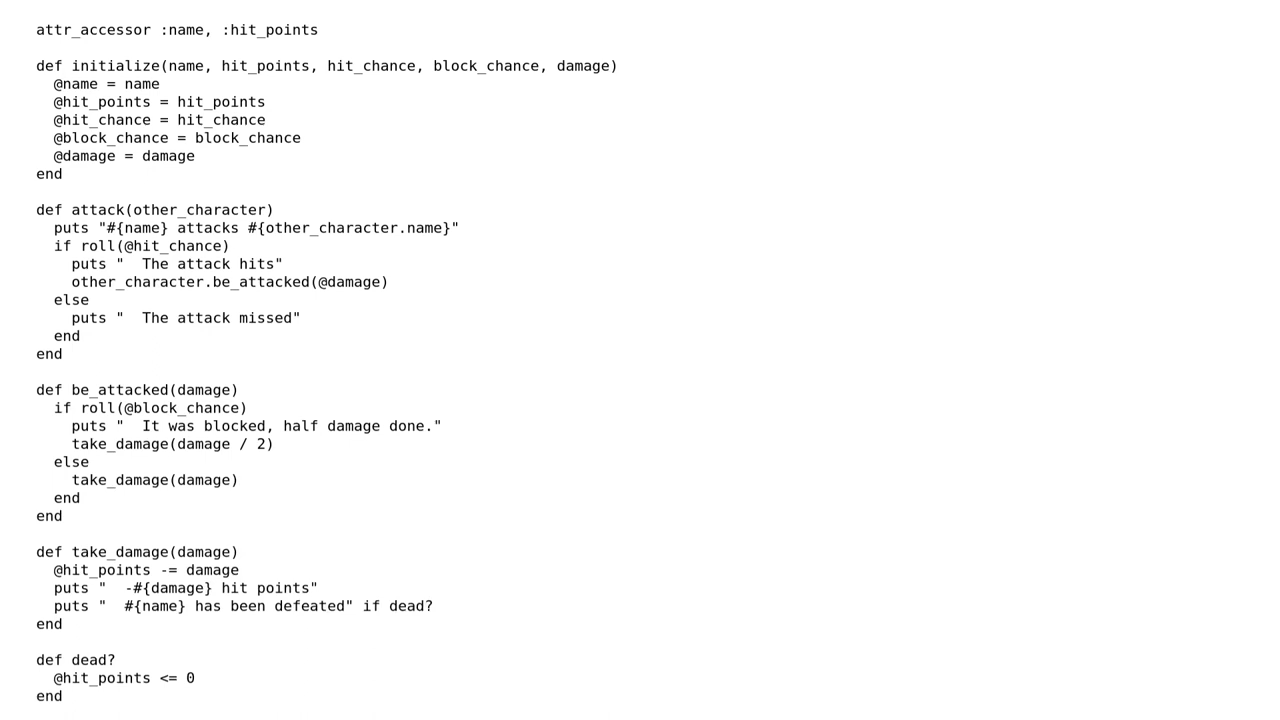 attr_accessor :name, :hit_points

def initialize(name, hit_points, hit_chance, block_chance, damage)
  @name = name
  @hit_points = hit_points
  @hit_chance = hit_chance
  @block_chance = block_chance
  @damage = damage
end

def attack(other_character)
  puts "#{name} attacks #{other_character.name}"
  if roll(@hit_chance)
    puts "  The attack hits"
    other_character.be_attacked(@damage)
  else
    puts "  The attack missed"
  end
end

def be_attacked(damage)
  if roll(@block_chance)
    puts "  It was blocked, half damage done."
    take_damage(damage / 2)
  else
    take_damage(damage)
  end
end

def take_damage(damage)
  @hit_points -= damage
  puts "  -#{damage} hit points"
  puts "  #{name} has been defeated" if dead?
end

def dead?
  @hit_points <= 0
end